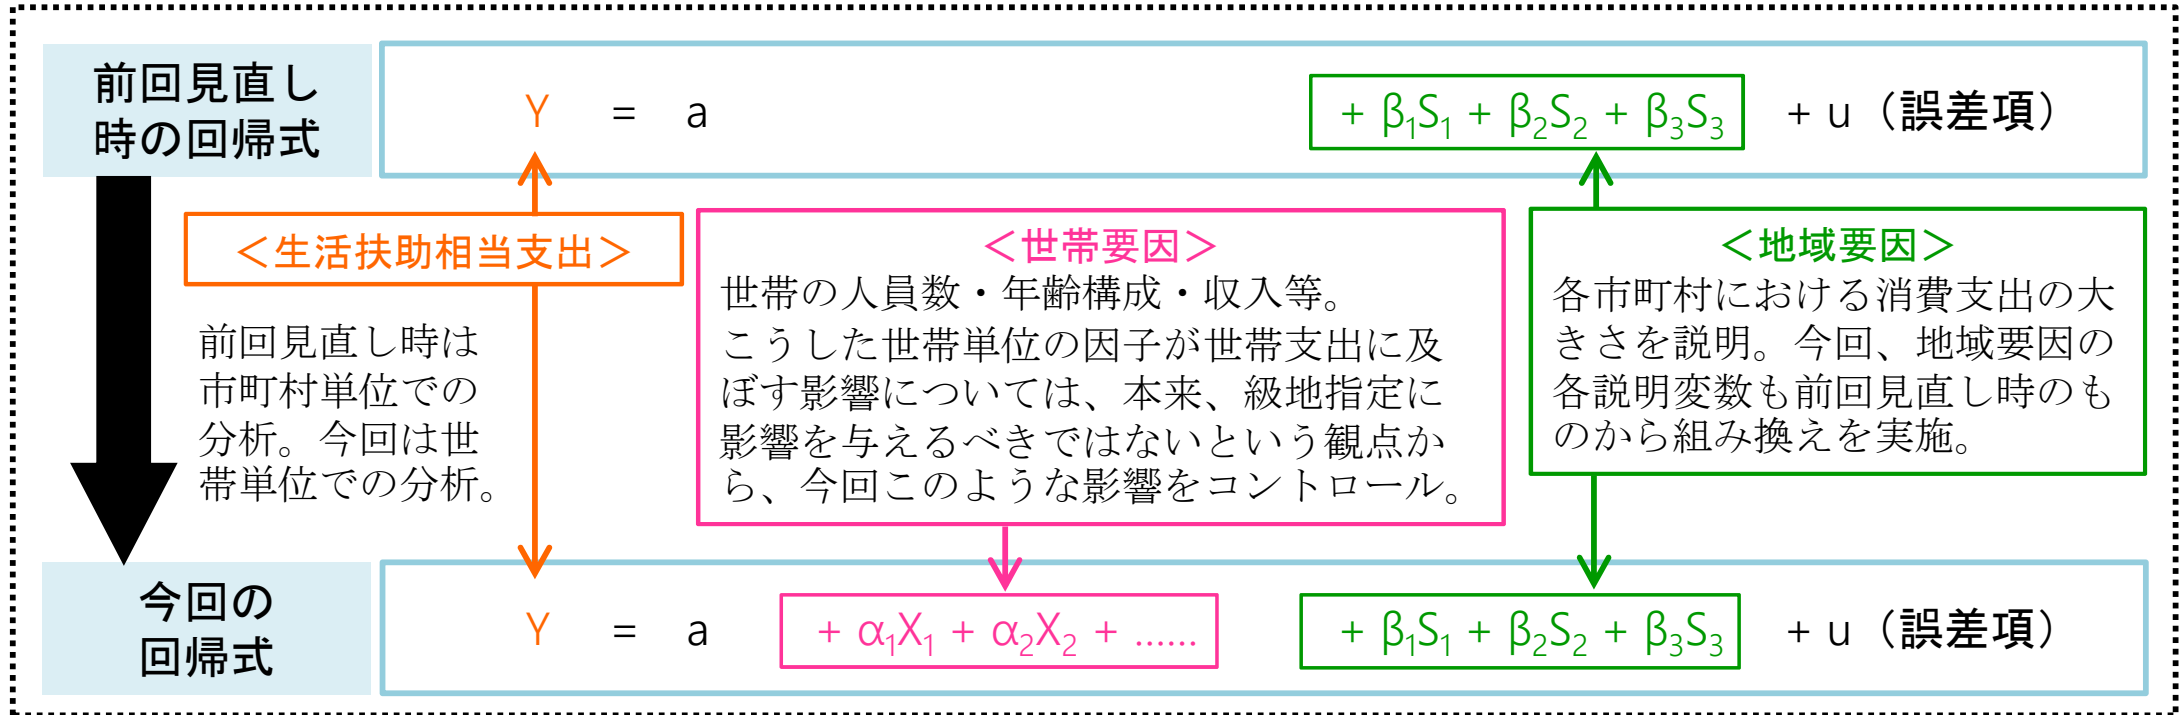 前回見直し
時の回帰式
Y = a + β₁S₁ + β₂S₂ + β₃S₃ + u（誤差項）
＜生活扶助相当支出＞
前回見直し時は
市町村単位での
分析。今回は世
帯単位での分析。
＜世帯要因＞
世帯の人員数・年齢構成・収入等。
こうした世帯単位の因子が世帯支出に及
ぼす影響については、本来、級地指定に
影響を与えるべきではないという観点か
ら、今回このような影響をコントロール。
＜地域要因＞
各市町村における消費支出の大
きさを説明。今回、地域要因の
各説明変数も前回見直し時のも
のから組み換えを実施。
今回の
回帰式
Y = a + α₁X₁ + α₂X₂ + …… + β₁S₁ + β₂S₂ + β₃S₃ + u（誤差項）